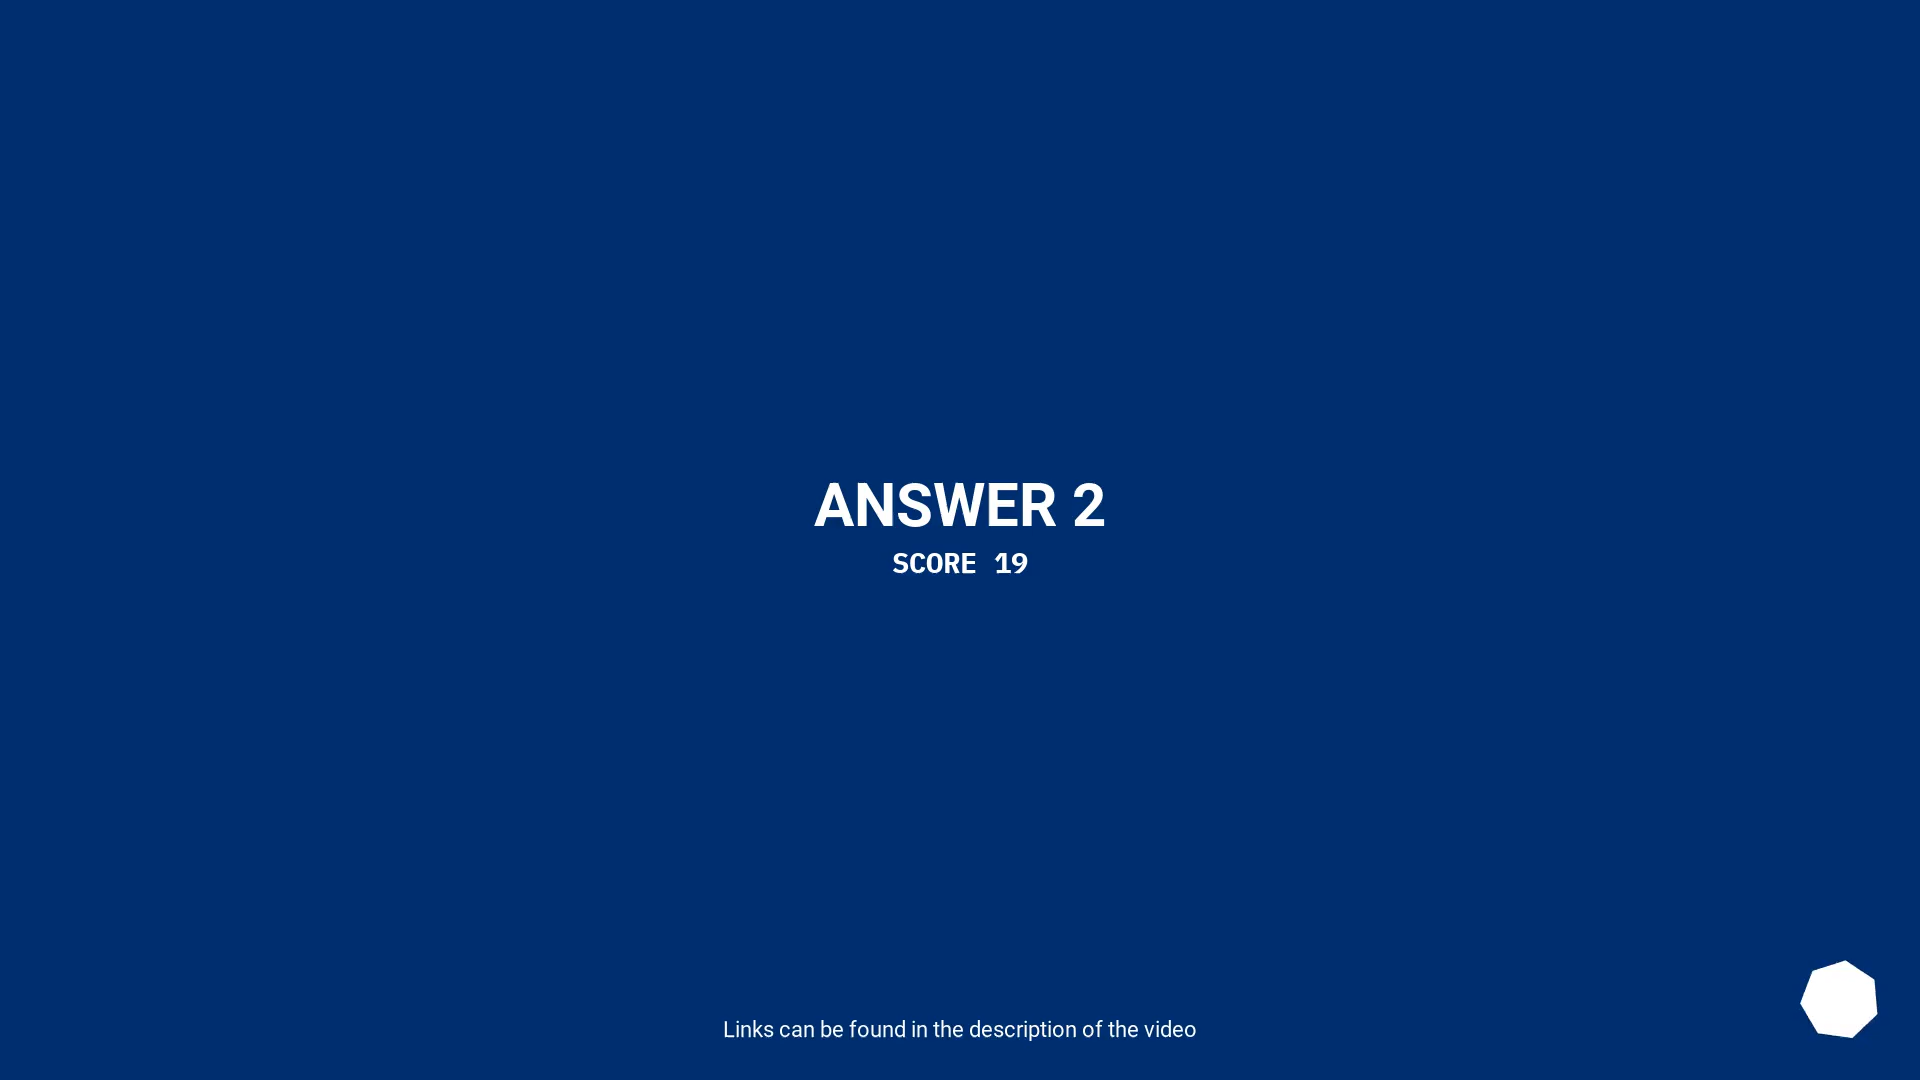 ANSWER 2
SCORE 19
Links can be found in the description of the video